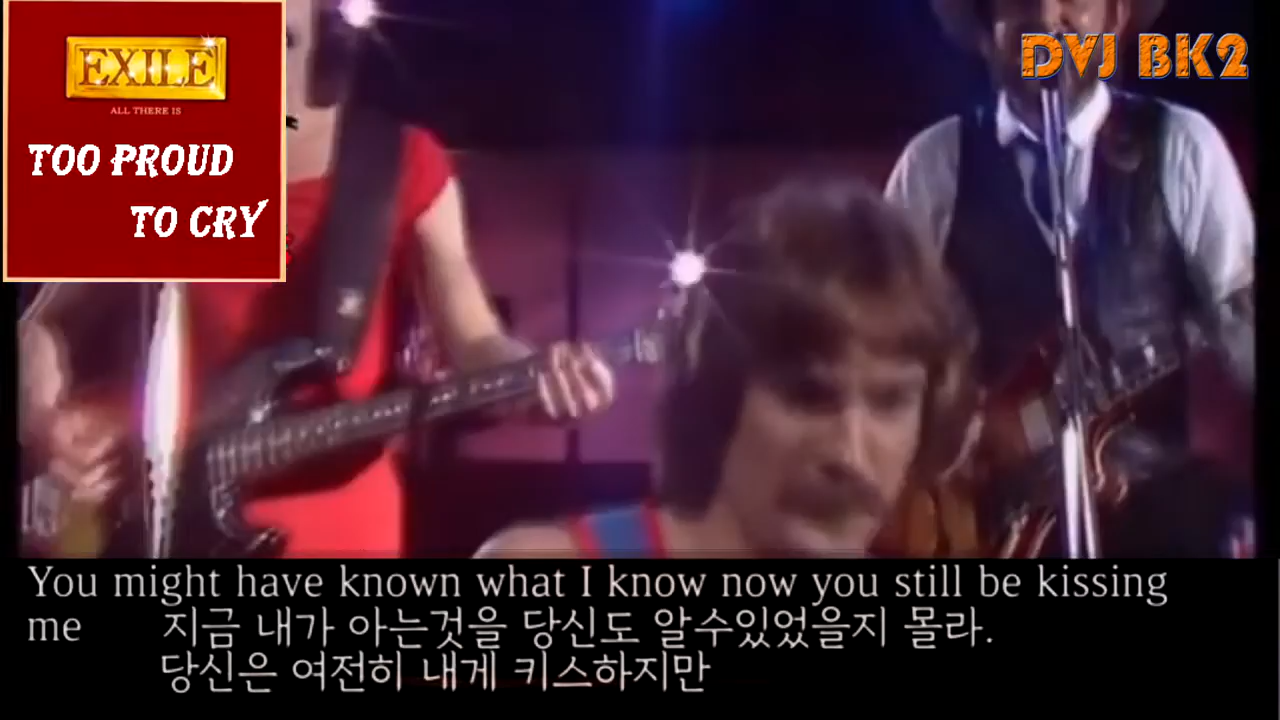 EXILE
ALL THERE IS
TOO PROUD
TO CRY
DVJ BK2
You might have known what I know now you still be kissing
me 지금 내가 아는것을 당신도 알수있었을지 몰라.
당신은 여전히 내게 키스하지만